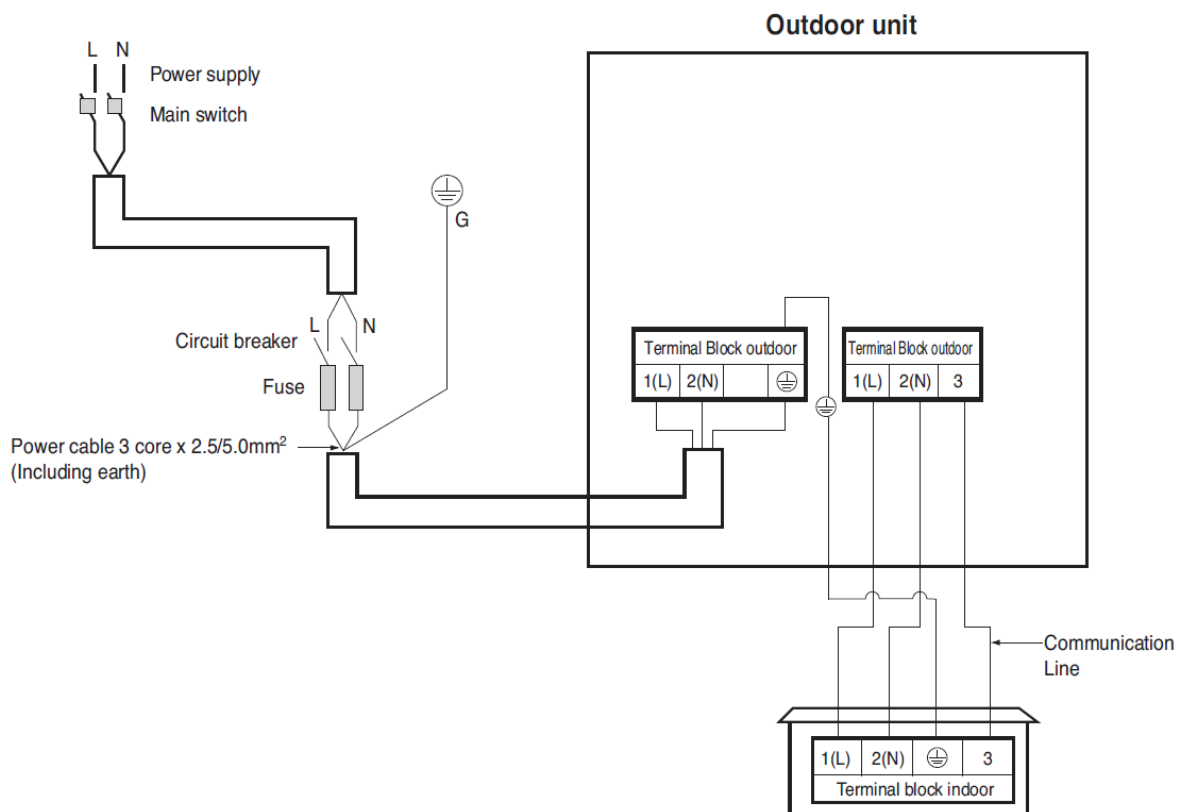 Outdoor unit
L N
Power supply
Main switch
G
L N
Circuit breaker
Fuse
Power cable 3 core x 2.5/5.0mm²
(Including earth)
Terminal Block outdoor
1(L) 2(N)
Terminal Block outdoor
1(L) 2(N) 3
Communication
Line
1(L) 2(N) 3
Terminal block indoor